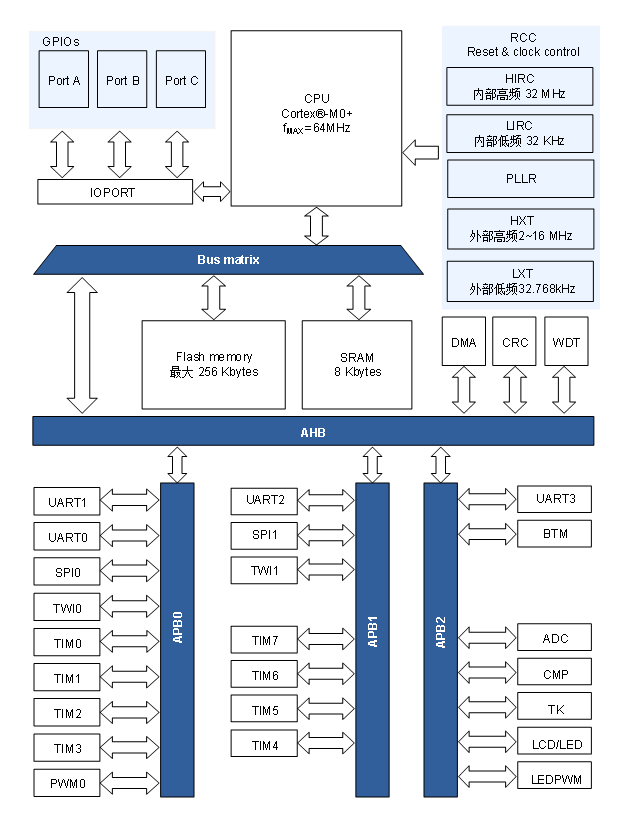 GPIOs
Port A
Port B
Port C
IOPORT
CPU
Cortex®-M0+
fMAX=64MHz
RCC
Reset & clock control
HIRC
内部高频 32 MHz
LIRC
内部低频 32 KHz
PLLR
HXT
外部高频2~16 MHz
LXT
外部低频32.768kHz
Bus matrix
Flash memory
最大 256 Kbytes
SRAM
8 Kbytes
DMA
CRC
WDT
AHB
UART1
UART0
SPI0
TWI0
TIM0
TIM1
TIM2
TIM3
PWM0
APB0
UART2
SPI1
TWI1
TIM7
TIM6
TIM5
TIM4
APB1
APB2
UART3
BTM
ADC
CMP
TK
LCD/LED
LEDPWM